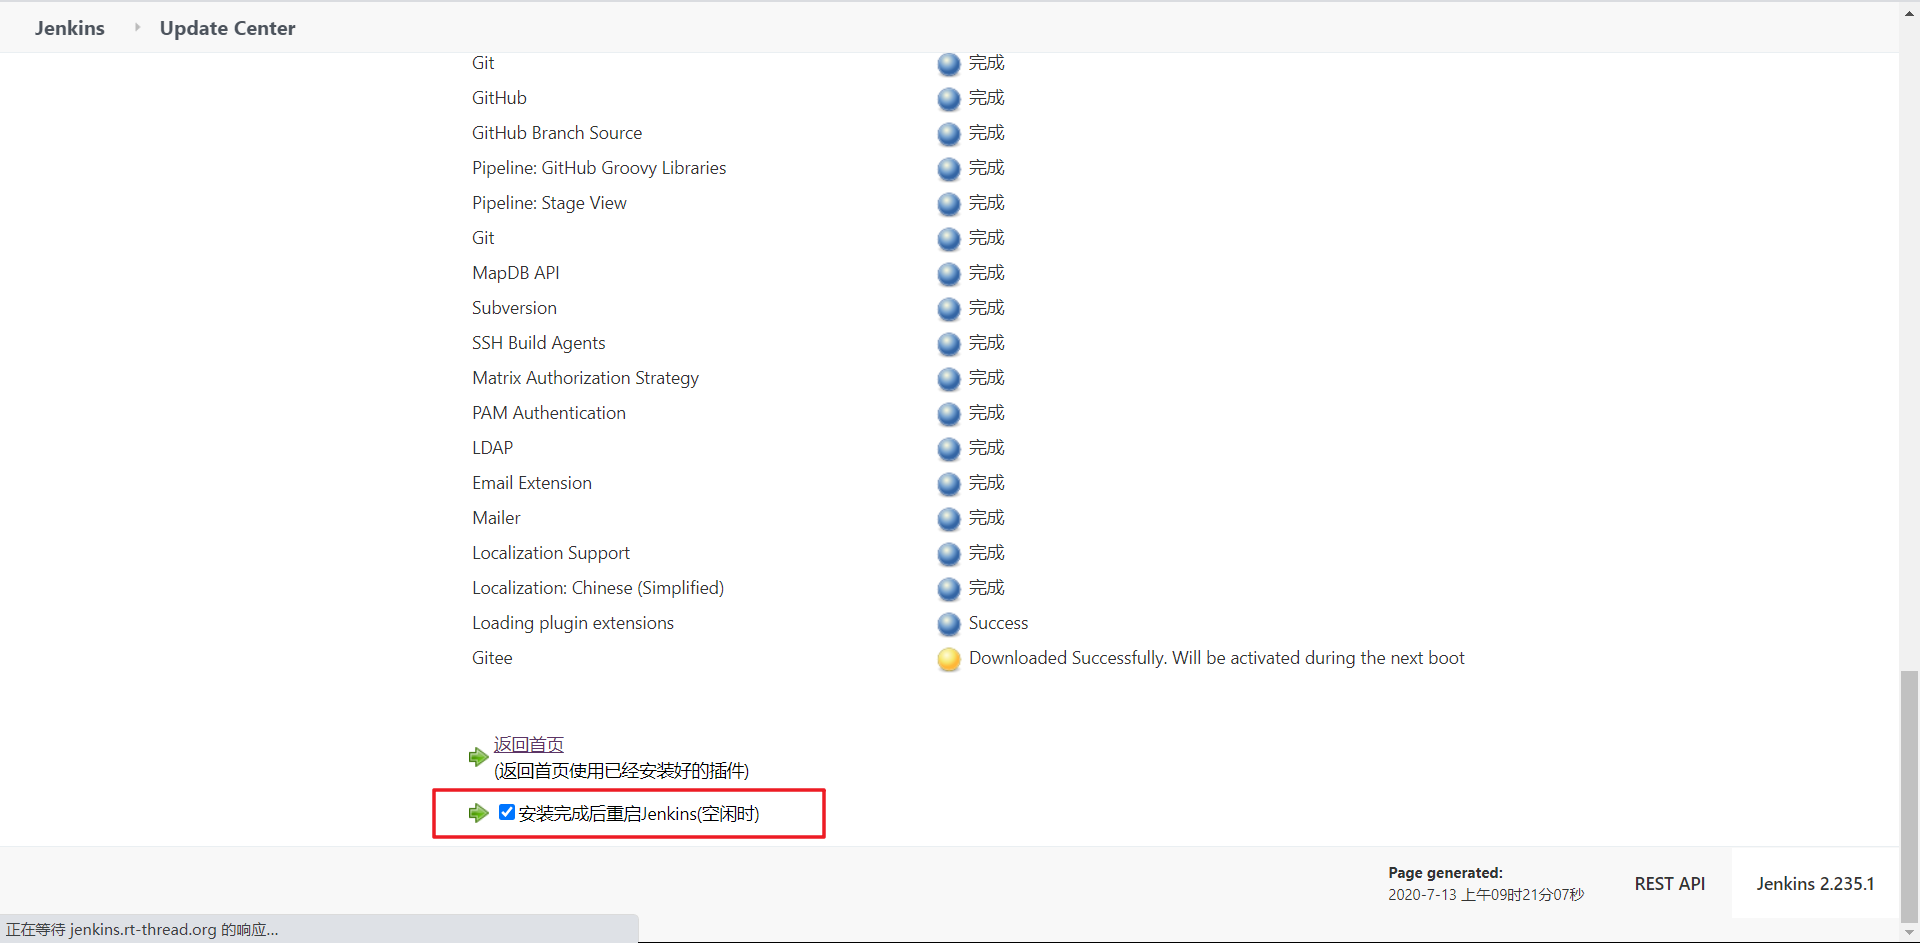 Jenkins
Update Center
Git 完成
GitHub 完成
GitHub Branch Source 完成
Pipeline: GitHub Groovy Libraries 完成
Pipeline: Stage View 完成
Git 完成
MapDB API 完成
Subversion 完成
SSH Build Agents 完成
Matrix Authorization Strategy 完成
PAM Authentication 完成
LDAP 完成
Email Extension 完成
Mailer 完成
Localization Support 完成
Localization: Chinese (Simplified) 完成
Loading plugin extensions Success
Gitee Downloaded Successfully. Will be activated during the next boot
返回首页
(返回首页使用已经安装好的插件)
安装完成后重启Jenkins(空闲时)
Page generated:
2020-7-13 上午09时21分07秒
REST API
Jenkins 2.235.1
正在等待 jenkins.rt-thread.org 的响应...